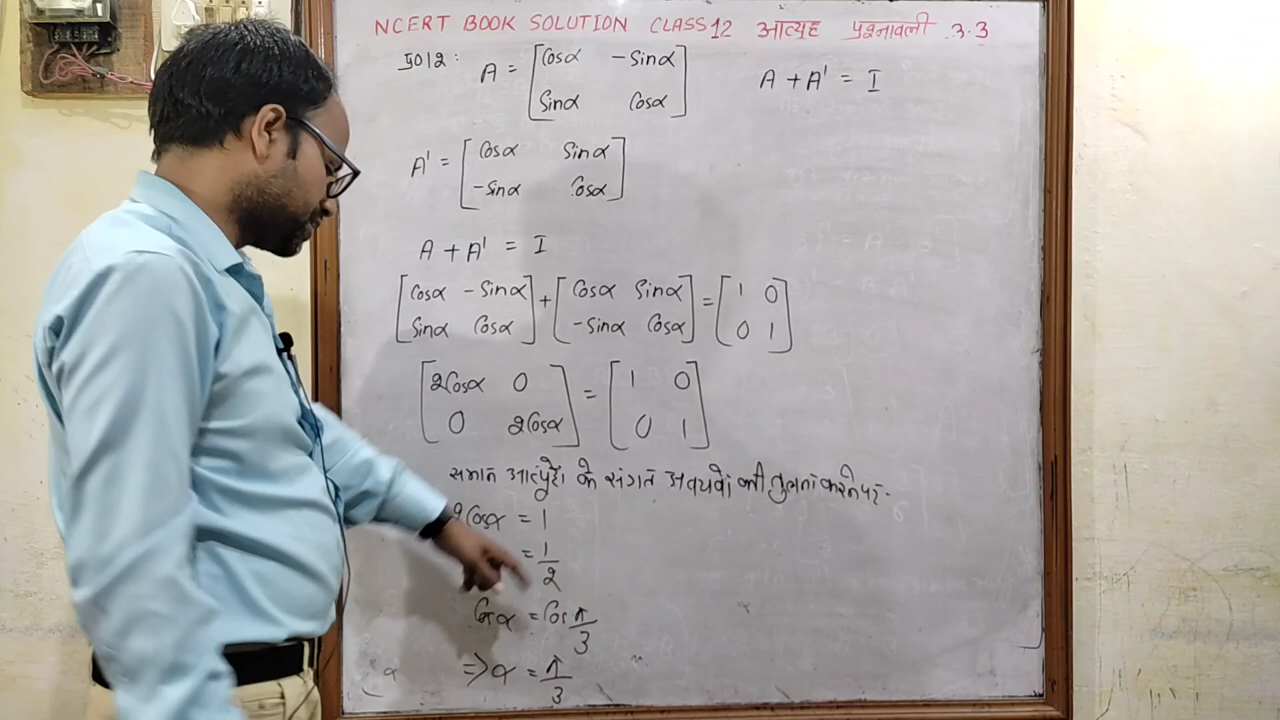 NCERT BOOK SOLUTION CLASS 12 आव्यूह प्रश्नावली 3.3
प्र012: A = [Cosα -Sinα
Sinα Cosα] A + A' = I
A' = [Cosα Sinα
-Sinα Cosα]
A + A' = I
[Cosα -Sinα
Sinα Cosα] + [Cosα Sinα
-Sinα Cosα] = [1 0
0 1]
[2Cosα 0
0 2Cosα] = [1 0
0 1]
समान आव्यूहों के संगत अवयवों की तुलना करने पर-
2Cosα = 1
= 1/2
Cosα = Cos π/3
=> α = π/3